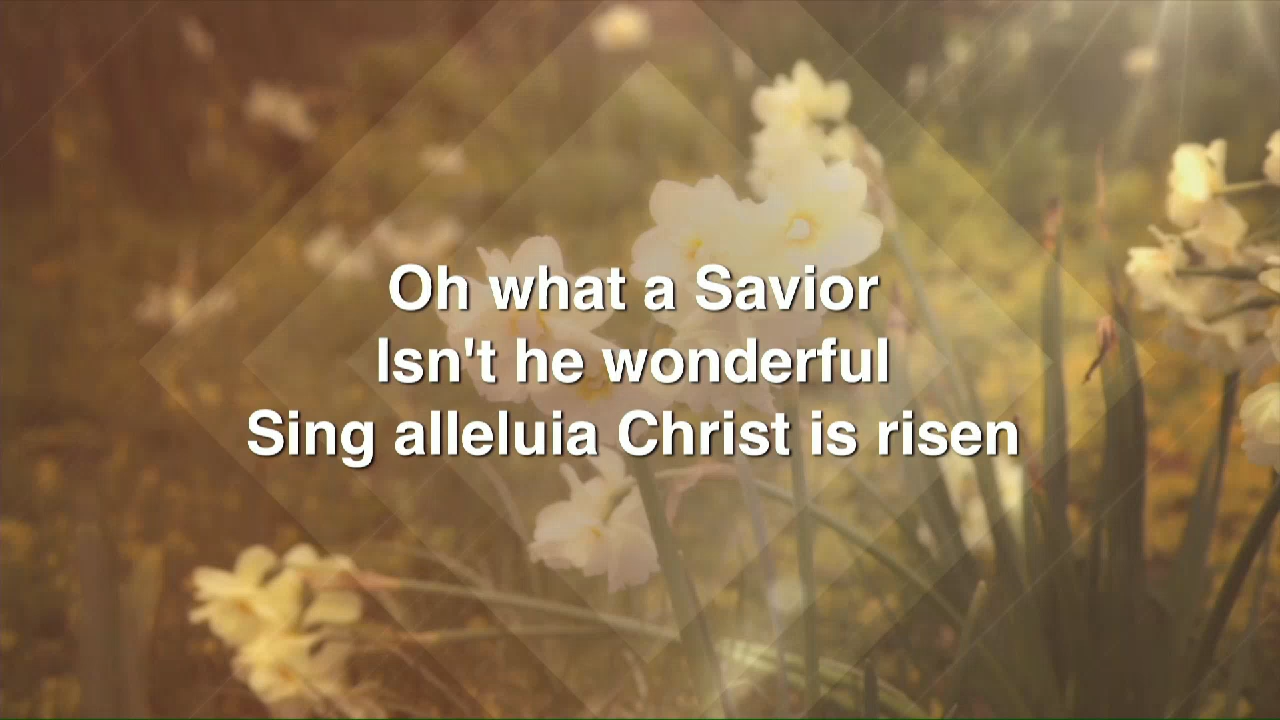 Oh what a Savior
Isn't he wonderful
Sing alleluia Christ is risen